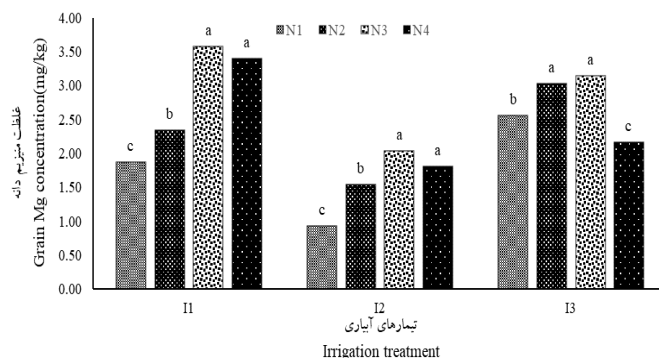 N1 N2 N3 N4
غلظت منیزیم دانه
Grain Mg concentration(mg/kg)
4.00
3.50
3.00
2.50
2.00
1.50
1.00
0.50
0.00
c b a a
c b a a
b a a c
I1 I2 I3
تیمارهای آبیاری
Irrigation treatment